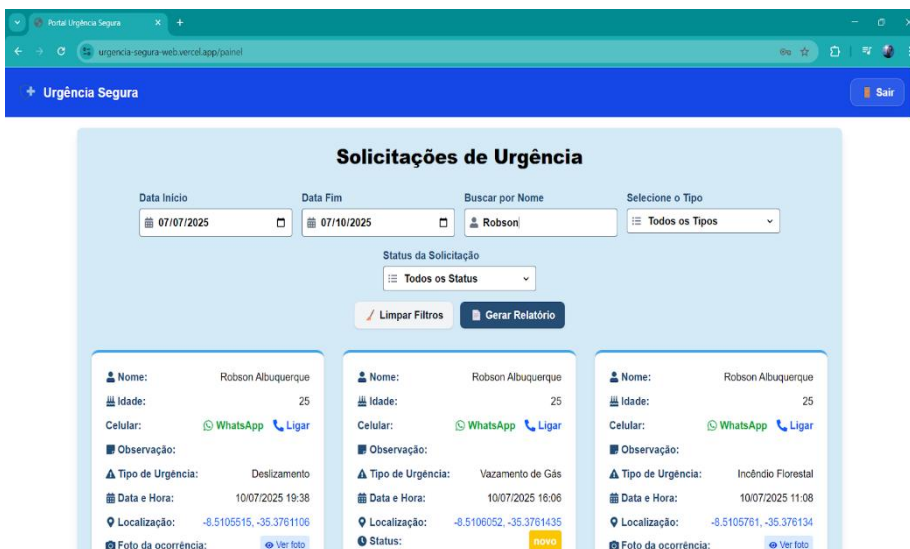 Portal Urgência Segura
urgencia-segura-web.vercel.app/painel
Urgência Segura
Sair
Solicitações de Urgência
Data Início Data Fim Buscar por Nome Selecione o Tipo
07/07/2025 07/10/2025 Robson Todos os Tipos
Status da Solicitação
Todos os Status
Limpar Filtros Gerar Relatório
Nome: Robson Albuquerque
Idade: 25
Celular: WhatsApp Ligar
Observação:
Tipo de Urgência: Deslizamento
Data e Hora: 10/07/2025 19:38
Localização: -8.5105515, -35.3761106
Foto da ocorrência: Ver foto
Nome: Robson Albuquerque
Idade: 25
Celular: WhatsApp Ligar
Observação:
Tipo de Urgência: Vazamento de Gás
Data e Hora: 10/07/2025 16:06
Localização: -8.5106052, -35.3761435
Status: novo
Nome: Robson Albuquerque
Idade: 25
Celular: WhatsApp Ligar
Observação:
Tipo de Urgência: Incêndio Florestal
Data e Hora: 10/07/2025 11:08
Localização: -8.5105761, -35.376134
Foto da ocorrência: Ver foto